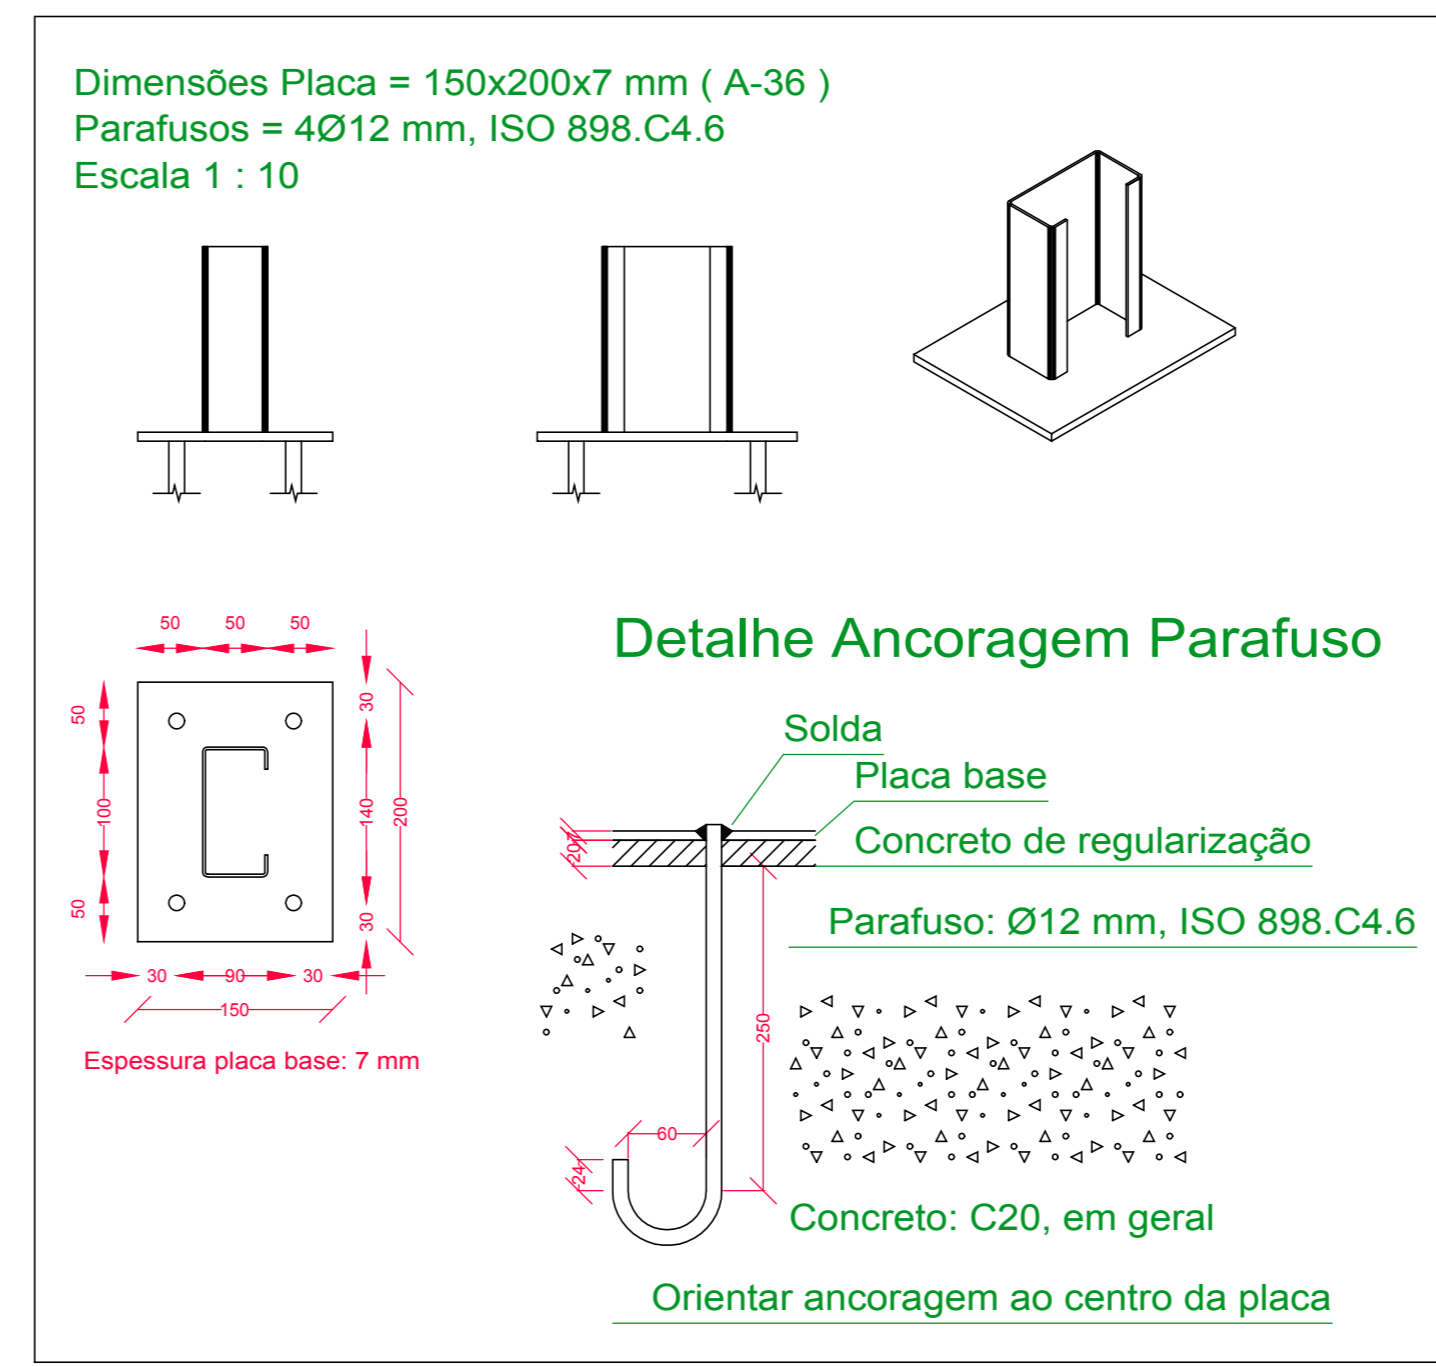 Dimensões Placa = 150x200x7 mm ( A-36 )
Parafusos = 4Ø12 mm, ISO 898.C4.6
Escala 1 : 10
50 50 50
50
100
50
30
140
30
200
30 90 30
150
Espessura placa base: 7 mm
Detalhe Ancoragem Parafuso
Solda
Placa base
Concreto de regularização
7
20
Parafuso: Ø12 mm, ISO 898.C4.6
250
60
24
Concreto: C20, em geral
Orientar ancoragem ao centro da placa